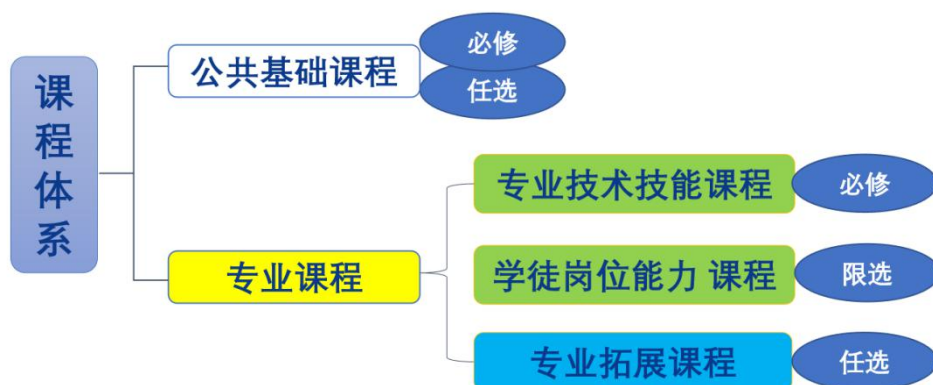 课程体系
公共基础课程
必修
任选
专业课程
专业技术技能课程
必修
学徒岗位能力 课程
限选
专业拓展课程
任选